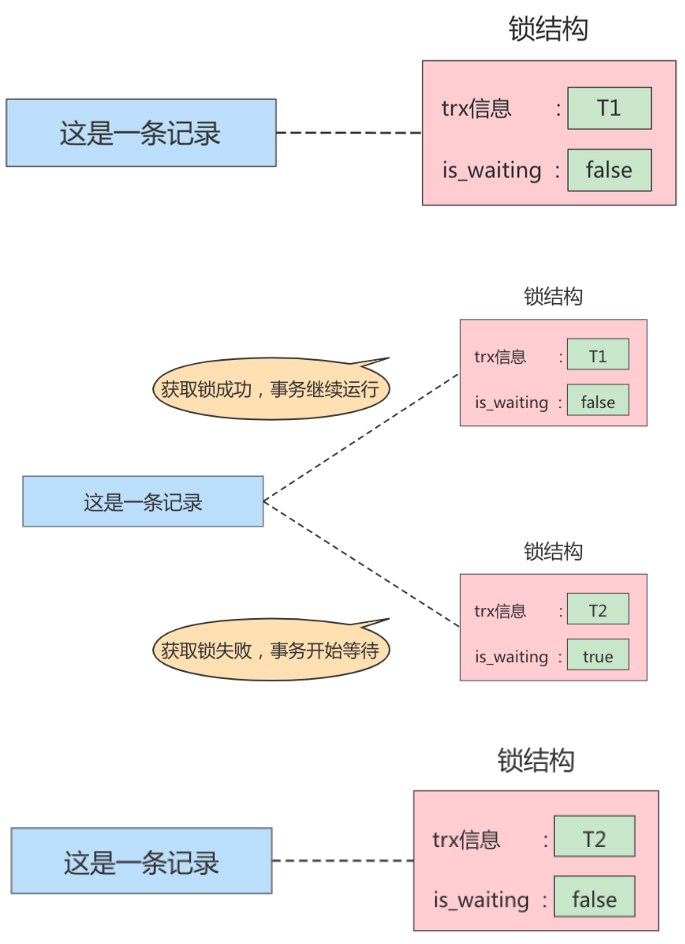 锁结构
这是一条记录
trx信息 : T1
is_waiting : false
锁结构
获取锁成功，事务继续运行
trx信息 : T1
is_waiting : false
这是一条记录
锁结构
获取锁失败，事务开始等待
trx信息 : T2
is_waiting : true
锁结构
这是一条记录
trx信息 : T2
is_waiting : false